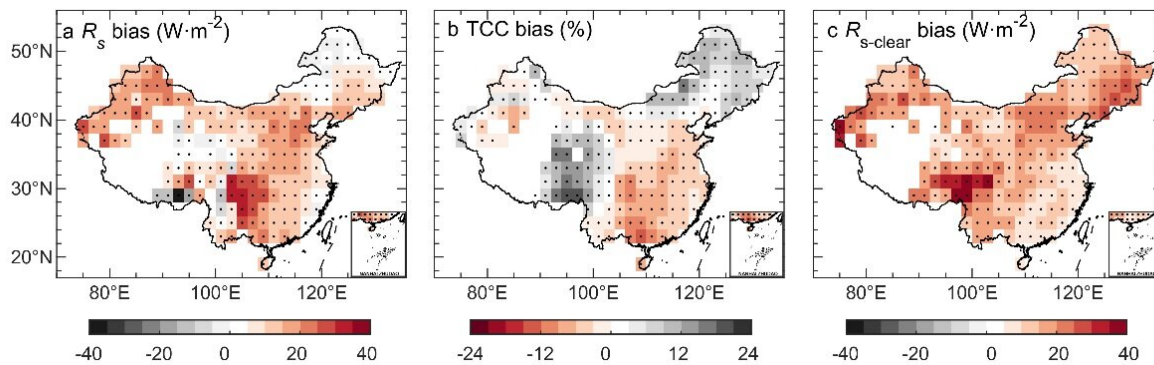 a Rs bias (W·m−2)
b TCC bias (%)
c Rs-clear bias (W·m−2)
50°N
40°N
30°N
20°N
80°E 100°E 120°E
80°E 100°E 120°E
80°E 100°E 120°E
-40 -20 0 20 40
-24 -12 0 12 24
-40 -20 0 20 40